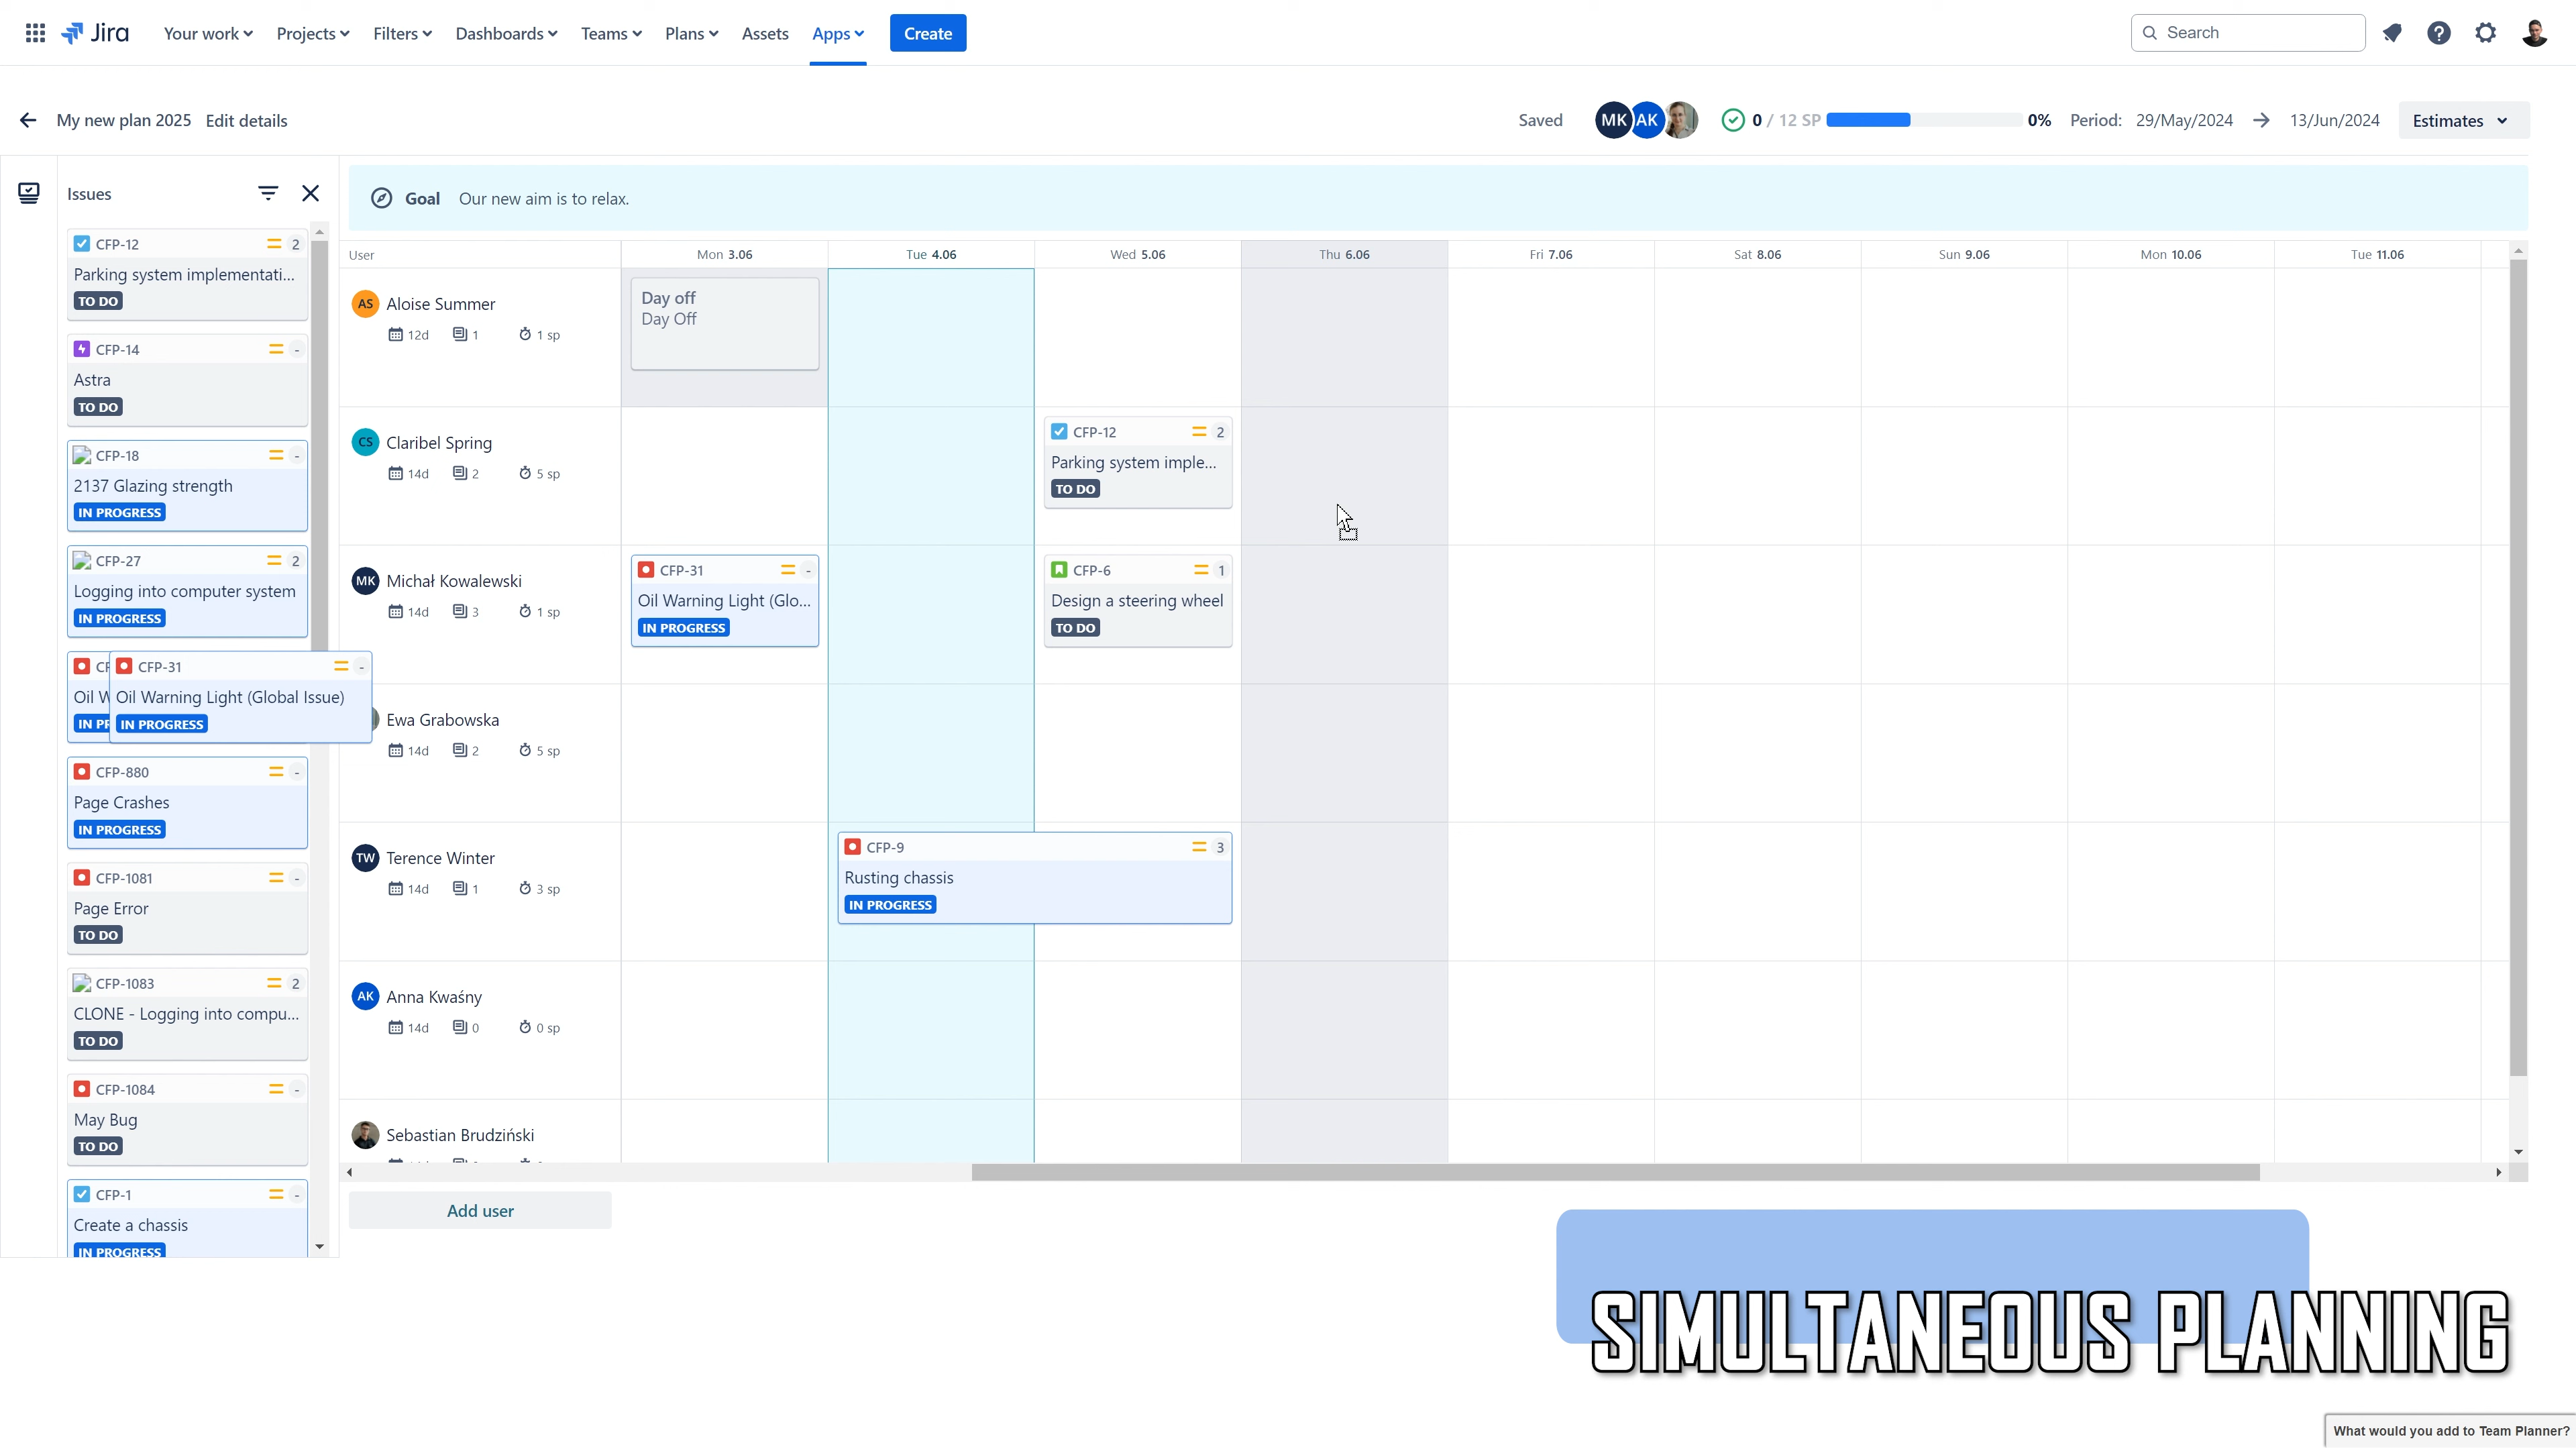 Jira Your work Projects Filters Dashboards Teams Plans Assets Apps Create Search
My new plan 2025 Edit details Saved MK AK 0 / 12 SP 0% Period: 29/May/2024 13/Jun/2024 Estimates
Issues
CFP-12 2
Parking system implementati...
TO DO
CFP-14 -
Astra
TO DO
CFP-18 -
2137 Glazing strength
IN PROGRESS
CFP-27 2
Logging into computer system
IN PROGRESS
CFP-31 -
Oil Warning Light (Global Issue)
IN PROGRESS
CFP-880 -
Page Crashes
IN PROGRESS
CFP-1081 -
Page Error
TO DO
CFP-1083 2
CLONE - Logging into compu...
TO DO
CFP-1084 -
May Bug
TO DO
CFP-1 -
Create a chassis
IN PROGRESS
Goal Our new aim is to relax.
User Mon 3.06 Tue 4.06 Wed 5.06 Thu 6.06 Fri 7.06 Sat 8.06 Sun 9.06 Mon 10.06 Tue 11.06
AS Aloise Summer
12d 1 1 sp
Day off
Day Off
CS Claribel Spring
14d 2 5 sp
CFP-12 2
Parking system imple...
TO DO
MK Michał Kowalewski
14d 3 1 sp
CFP-31 -
Oil Warning Light (Glo...
IN PROGRESS
CFP-6 1
Design a steering wheel
TO DO
Ewa Grabowska
14d 2 5 sp
TW Terence Winter
14d 1 3 sp
CFP-9 3
Rusting chassis
IN PROGRESS
AK Anna Kwaśny
14d 0 0 sp
Sebastian Brudziński
Add user
SIMULTANEOUS PLANNING
What would you add to Team Planner?